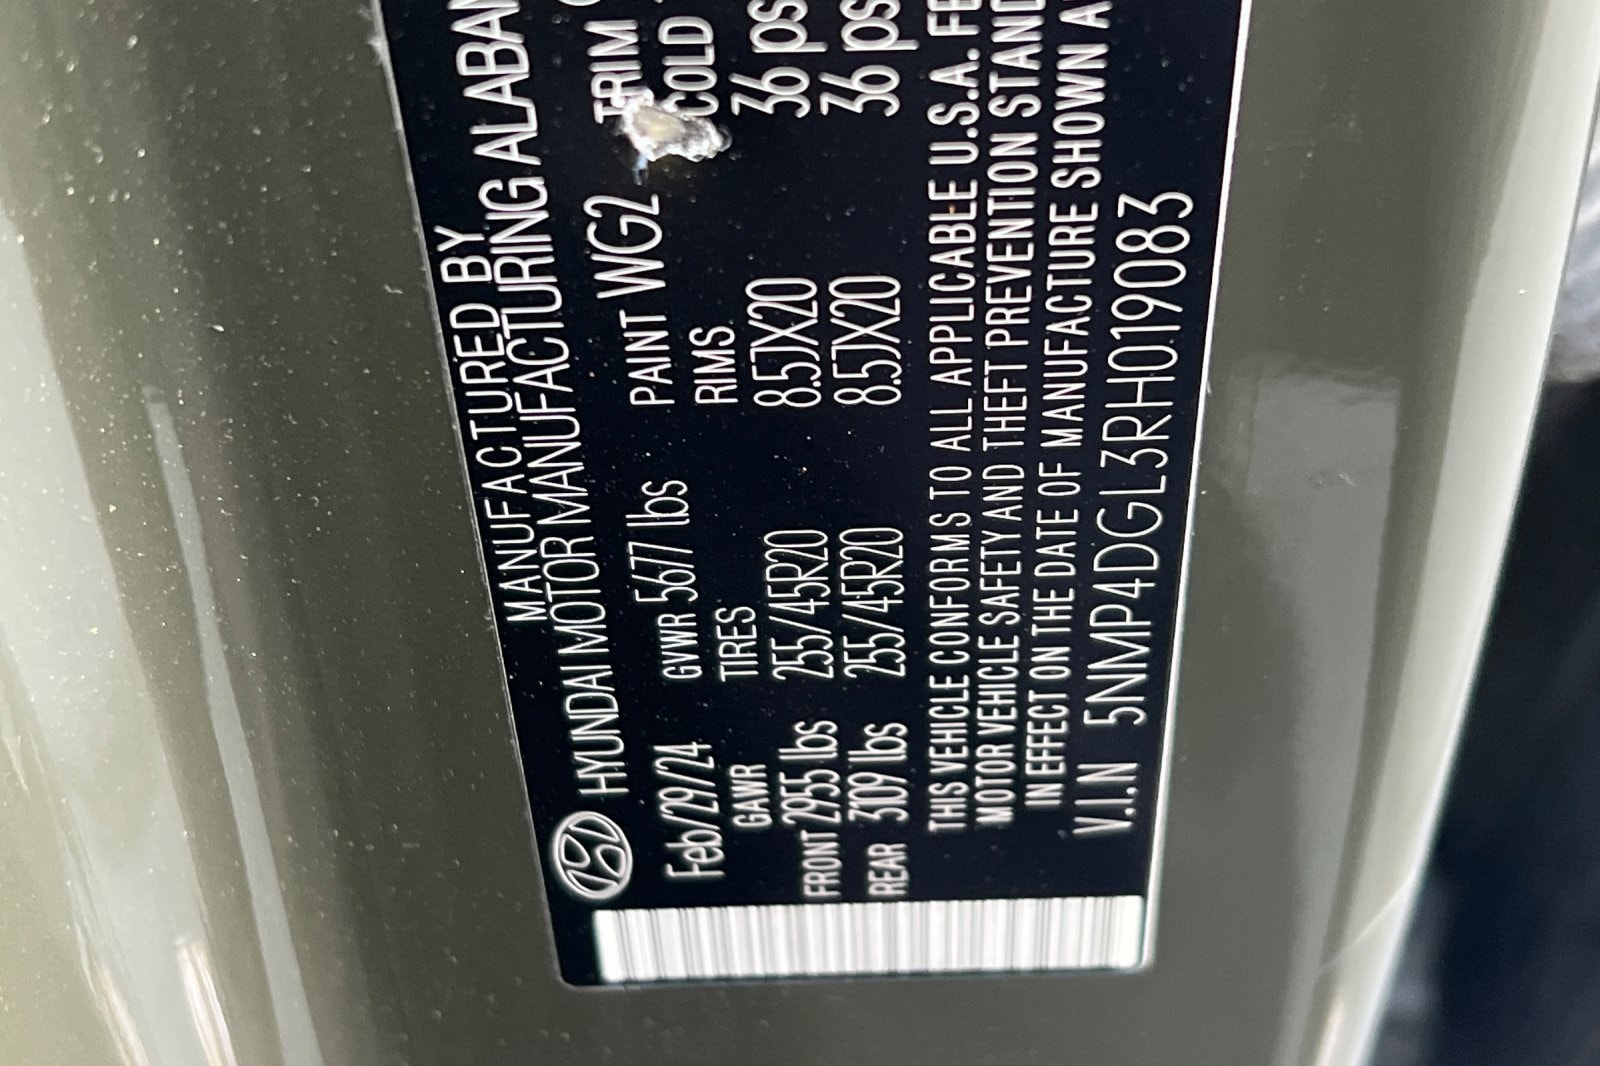 MANUFACTURED BY
HYUNDAI MOTOR MANUFACTURING ALABAM
Feb/29/24 GVWR 5677 lbs PAINT WG2 TRIM
GAWR TIRES RIMS COLD
FRONT 2955 lbs 255/45R20 8.5JX20 36 ps
REAR 3109 lbs 255/45R20 8.5JX20 36 ps
THIS VEHICLE CONFORMS TO ALL APPLICABLE U.S.A. FE
MOTOR VEHICLE SAFETY AND THEFT PREVENTION STAND
IN EFFECT ON THE DATE OF MANUFACTURE SHOWN A
V.I.N 5NMP4DGL3RH019083